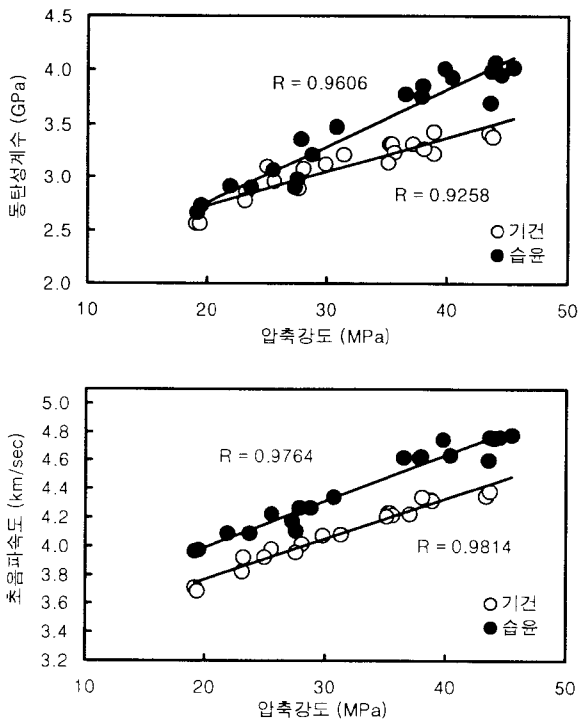 4.5
4.0
3.5
3.0
2.5
2.0
동탄성계수 (GPa)
R = 0.9606
R = 0.9258
기건
습윤
10 20 30 40 50
압축강도 (MPa)
5.0
4.8
4.6
4.4
4.2
4.0
3.8
3.6
3.4
3.2
초음파속도 (km/sec)
R = 0.9764
R = 0.9814
기건
습윤
10 20 30 40 50
압축강도 (MPa)